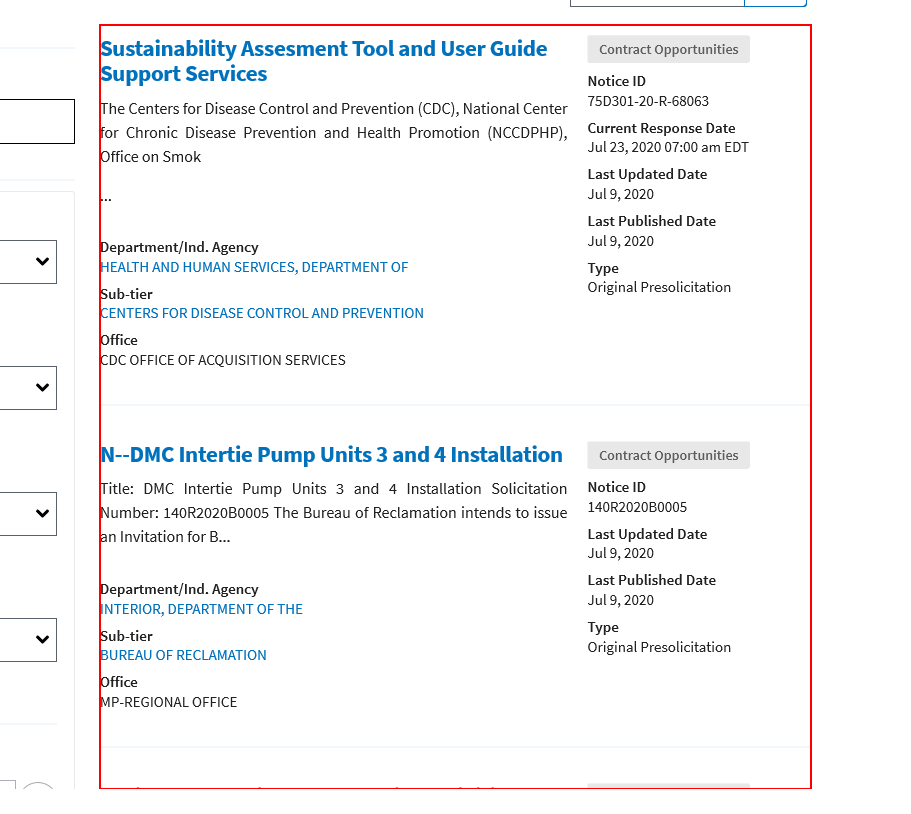 Sustainability Assesment Tool and User Guide
Support Services
The Centers for Disease Control and Prevention (CDC), National Center
for Chronic Disease Prevention and Health Promotion (NCCDPHP),
Office on Smok
...
Department/Ind. Agency
HEALTH AND HUMAN SERVICES, DEPARTMENT OF
Sub-tier
CENTERS FOR DISEASE CONTROL AND PREVENTION
Office
CDC OFFICE OF ACQUISITION SERVICES
Contract Opportunities
Notice ID
75D301-20-R-68063
Current Response Date
Jul 23, 2020 07:00 am EDT
Last Updated Date
Jul 9, 2020
Last Published Date
Jul 9, 2020
Type
Original Presolicitation
N--DMC Intertie Pump Units 3 and 4 Installation
Title: DMC Intertie Pump Units 3 and 4 Installation Solicitation
Number: 140R2020B0005 The Bureau of Reclamation intends to issue
an Invitation for B...
Department/Ind. Agency
INTERIOR, DEPARTMENT OF THE
Sub-tier
BUREAU OF RECLAMATION
Office
MP-REGIONAL OFFICE
Contract Opportunities
Notice ID
140R2020B0005
Last Updated Date
Jul 9, 2020
Last Published Date
Jul 9, 2020
Type
Original Presolicitation